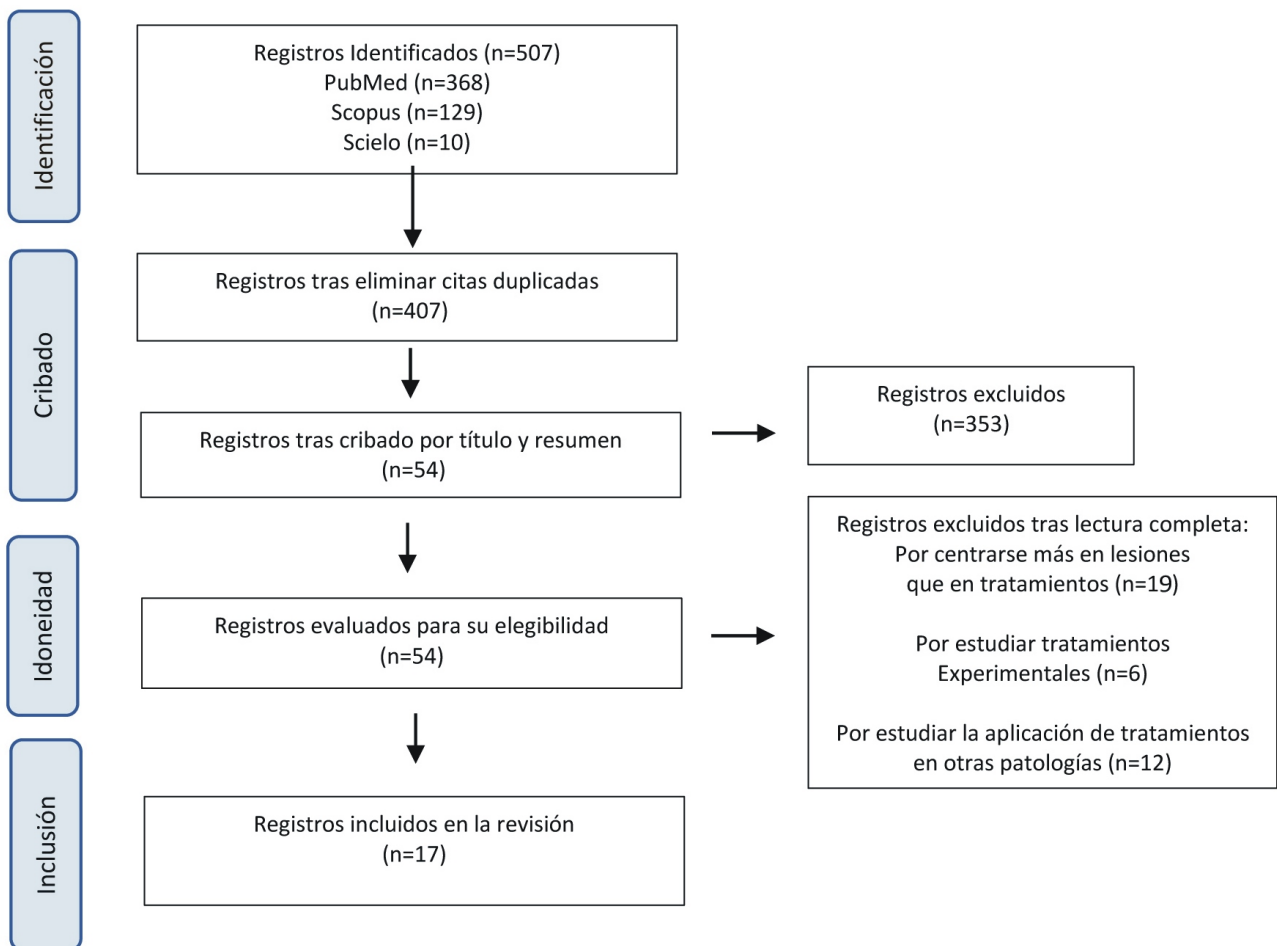 Identificación
Registros Identificados (n=507)
PubMed (n=368)
Scopus (n=129)
Scielo (n=10)
Cribado
Registros tras eliminar citas duplicadas
(n=407)
Registros tras cribado por título y resumen
(n=54)
Registros excluidos
(n=353)
Idoneidad
Registros evaluados para su elegibilidad
(n=54)
Registros excluidos tras lectura completa:
Por centrarse más en lesiones
que en tratamientos (n=19)
Por estudiar tratamientos
Experimentales (n=6)
Por estudiar la aplicación de tratamientos
en otras patologías (n=12)
Inclusión
Registros incluidos en la revisión
(n=17)